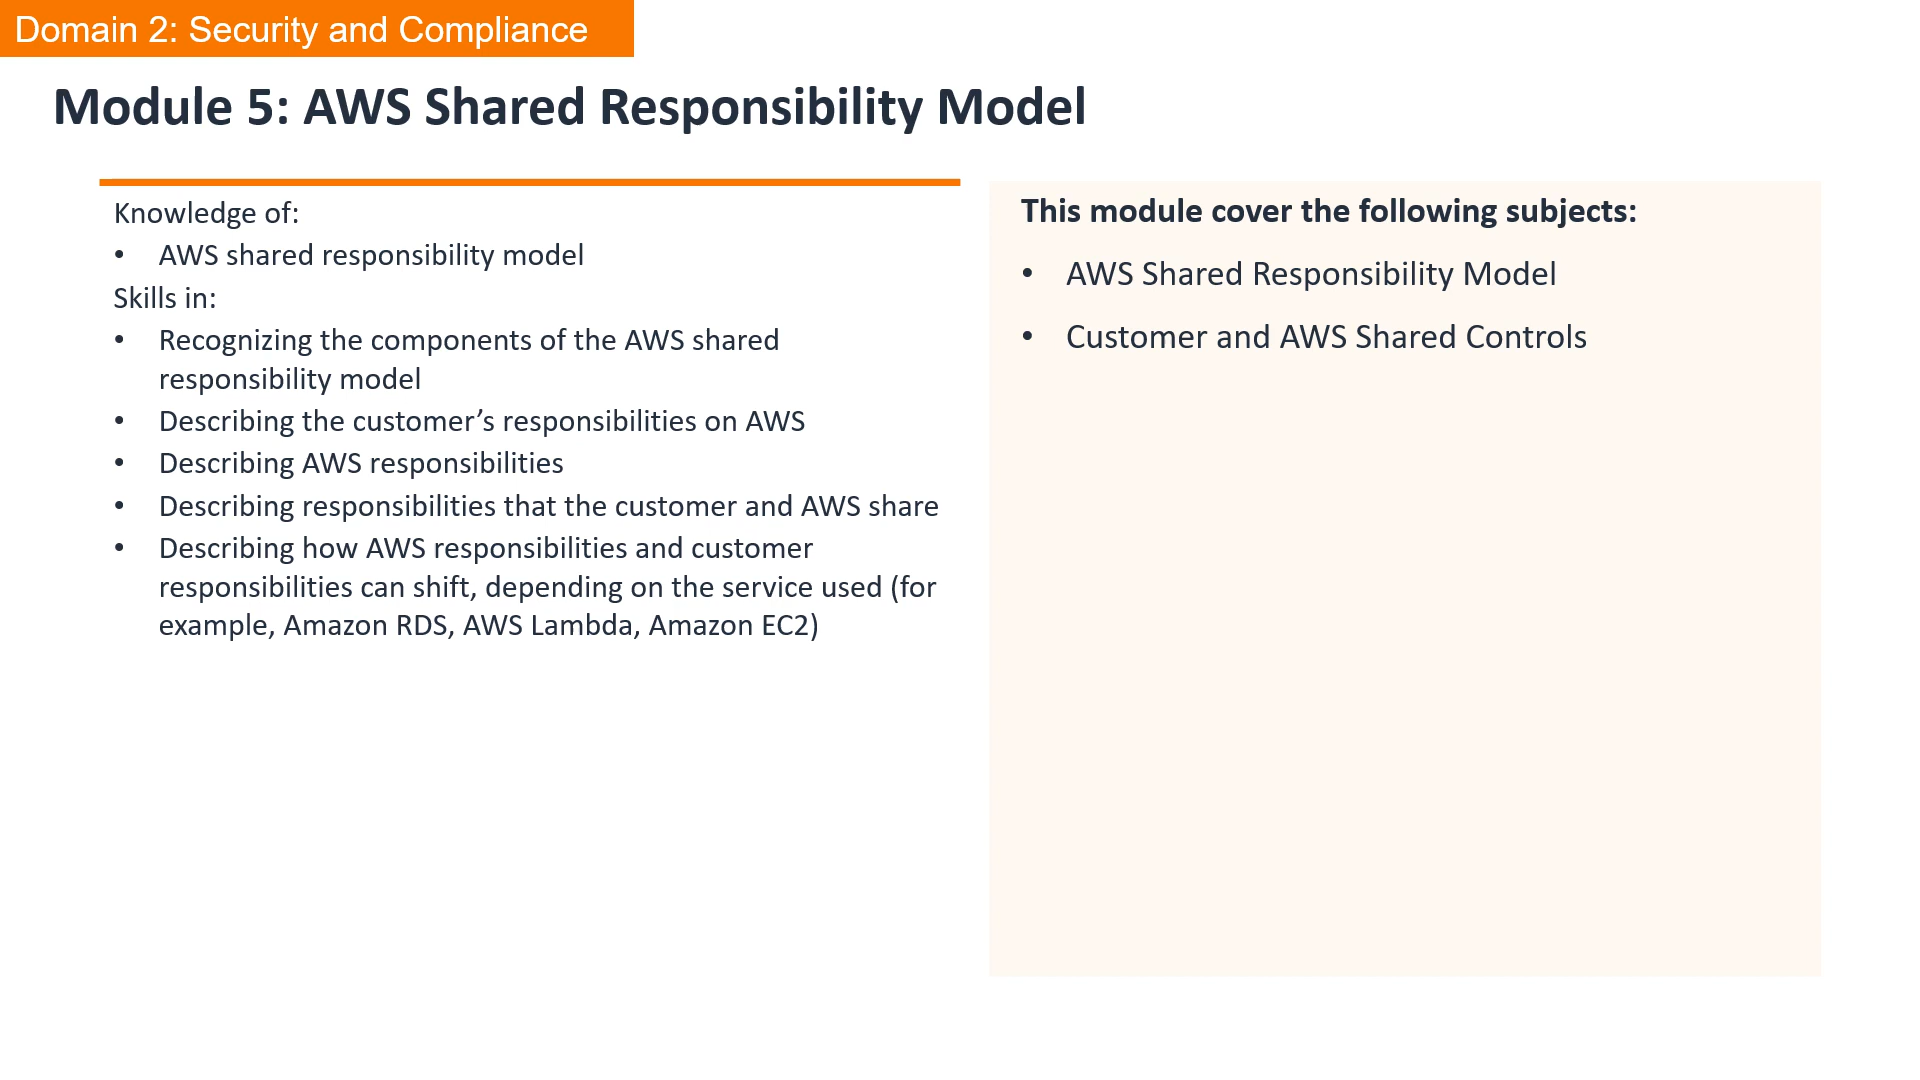 Domain 2: Security and Compliance
Module 5: AWS Shared Responsibility Model
Knowledge of:
• AWS shared responsibility model
Skills in:
• Recognizing the components of the AWS shared
responsibility model
• Describing the customer’s responsibilities on AWS
• Describing AWS responsibilities
• Describing responsibilities that the customer and AWS share
• Describing how AWS responsibilities and customer
responsibilities can shift, depending on the service used (for
example, Amazon RDS, AWS Lambda, Amazon EC2)
This module cover the following subjects:
• AWS Shared Responsibility Model
• Customer and AWS Shared Controls